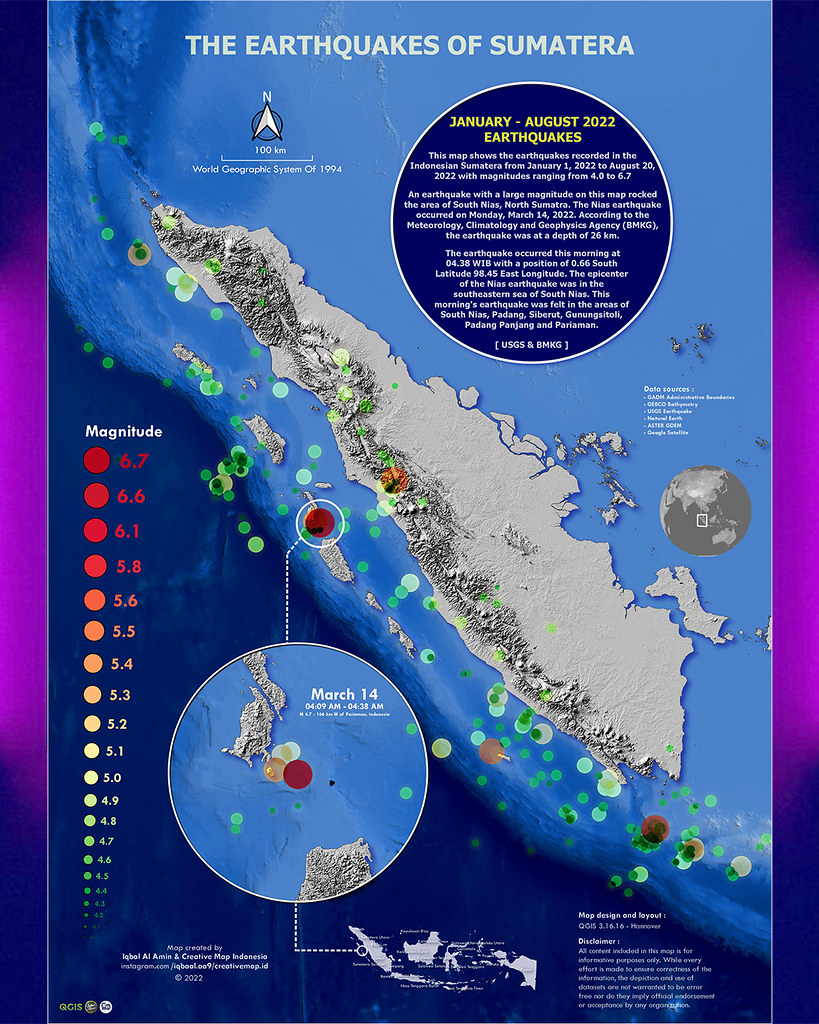 THE EARTHQUAKES OF SUMATERA
N
100 km
World Geographic System Of 1994
JANUARY - AUGUST 2022
EARTHQUAKES
This map shows the earthquakes recorded in the
Indonesian Sumatera from January 1, 2022 to August 20,
2022 with magnitudes ranging from 4.0 to 6.7
An earthquake with a large magnitude on this map rocked
the area of South Nias, North Sumatra. The Nias earthquake
occurred on Monday, March 14, 2022. According to the
Meteorology, Climatology and Geophysics Agency (BMKG),
the earthquake was at a depth of 26 km.
The earthquake occurred this morning at
04.38 WIB with a position of 0.66 South
Latitude 98.45 East Longitude. The epicenter
of the Nias earthquake was in the
southeastern sea of South Nias. This
morning's earthquake was felt in the areas of
South Nias, Padang, Siberut, Gunungsitoli,
Padang Panjang and Pariaman.
[ USGS & BMKG ]
Data sources :
- GADM Administrative Boundaries
- GEBCO Bathymetry
- USGS Earthquake
- Natural Earth
- ASTER GDEM
- Google Satellite
Magnitude
6.7
6.6
6.1
5.8
5.6
5.5
5.4
5.3
5.2
5.1
5.0
4.9
4.8
4.7
4.6
4.5
4.4
4.3
4.2
March 14
04:09 AM - 04:38 AM
M 6.7 - 166 km W of Pariaman, Indonesia
Map created by
Iqbal Al Amin & Creative Map Indonesia
instagram.com /iqbaal.aa9/creativemap.id
© 2022
QGIS
Kepulauan Riau
Map design and layout :
QGIS 3.16.16 - Hannover
Disclaimer :
All content included in this map is for
informative purposes only. While every
effort is made to ensure correctness of the
information, the depiction and use of
datasets are not warranted to be error
free nor do they imply official endorsement
or acceptance by any organization.